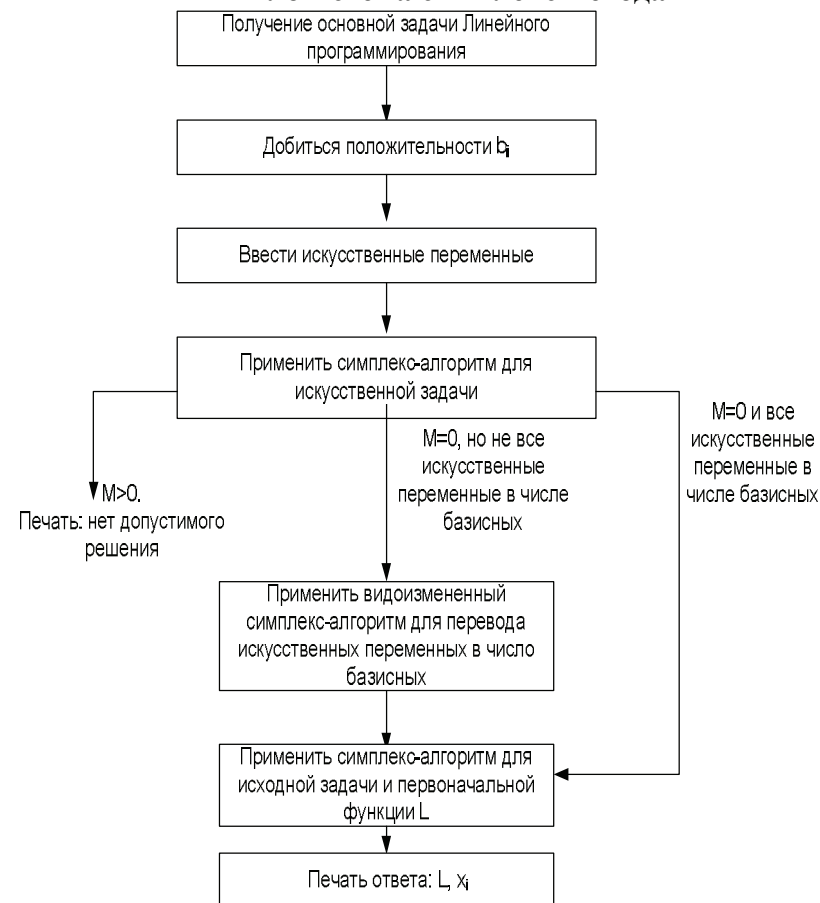 Получение основной задачи Линейного
программирования
Добиться положительности bi
Ввести искусственные переменные
Применить симплекс-алгоритм для
искусственной задачи
M>0.
Печать: нет допустимого
решения
M=0, но не все
искусственные
переменные в числе
базисных
M=0 и все
искусственные
переменные в
числе базисных
Применить видоизмененный
симплекс-алгоритм для перевода
искусственных переменных в число
базисных
Применить симплекс-алгоритм для
исходной задачи и первоначальной
функции L
Печать ответа: L, xi